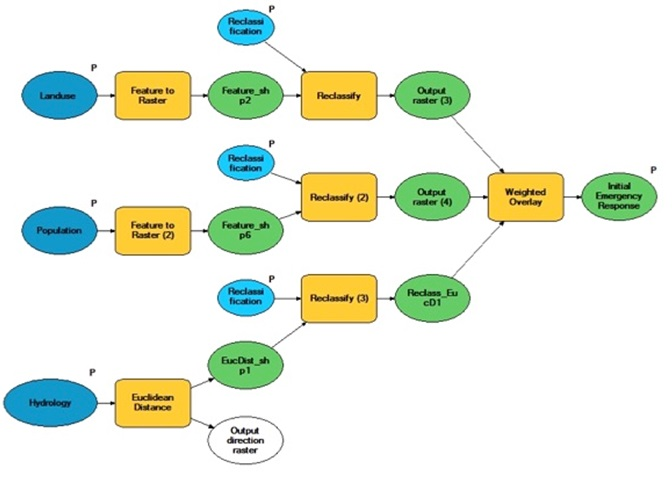 P
Reclassi
fication
P
Landuse
Feature to
Raster
Feature_sh
p2
Reclassify
Output
raster (3)
P
Reclassi
fication
P
Population
Feature to
Raster (2)
Feature_sh
p6
Reclassify (2)
Output
raster (4)
Weighted
Overlay
P
Initial
Emergency
Response
P
Reclassi
fication
Reclassify (3)
Reclass_Eu
cD1
EucDist_sh
p1
P
Hydrology
Euclidean
Distance
Output
direction
raster